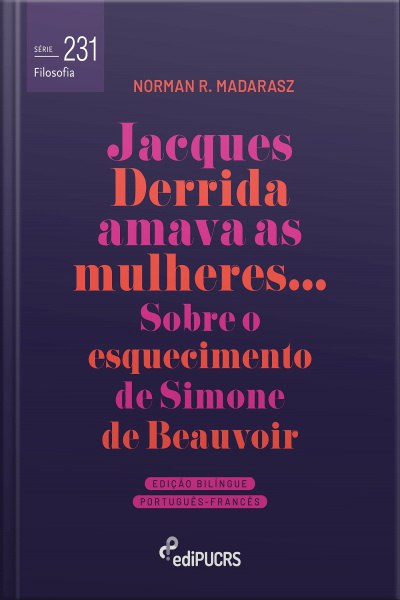 SÉRIE 231
Filosofia
NORMAN R. MADARASZ
Jacques
Derrida
amava as
mulheres...
Sobre o
esquecimento
de Simone
de Beauvoir
EDIÇÃO BILÍNGUE
PORTUGUÊS-FRANCÊS
ediPUCRS